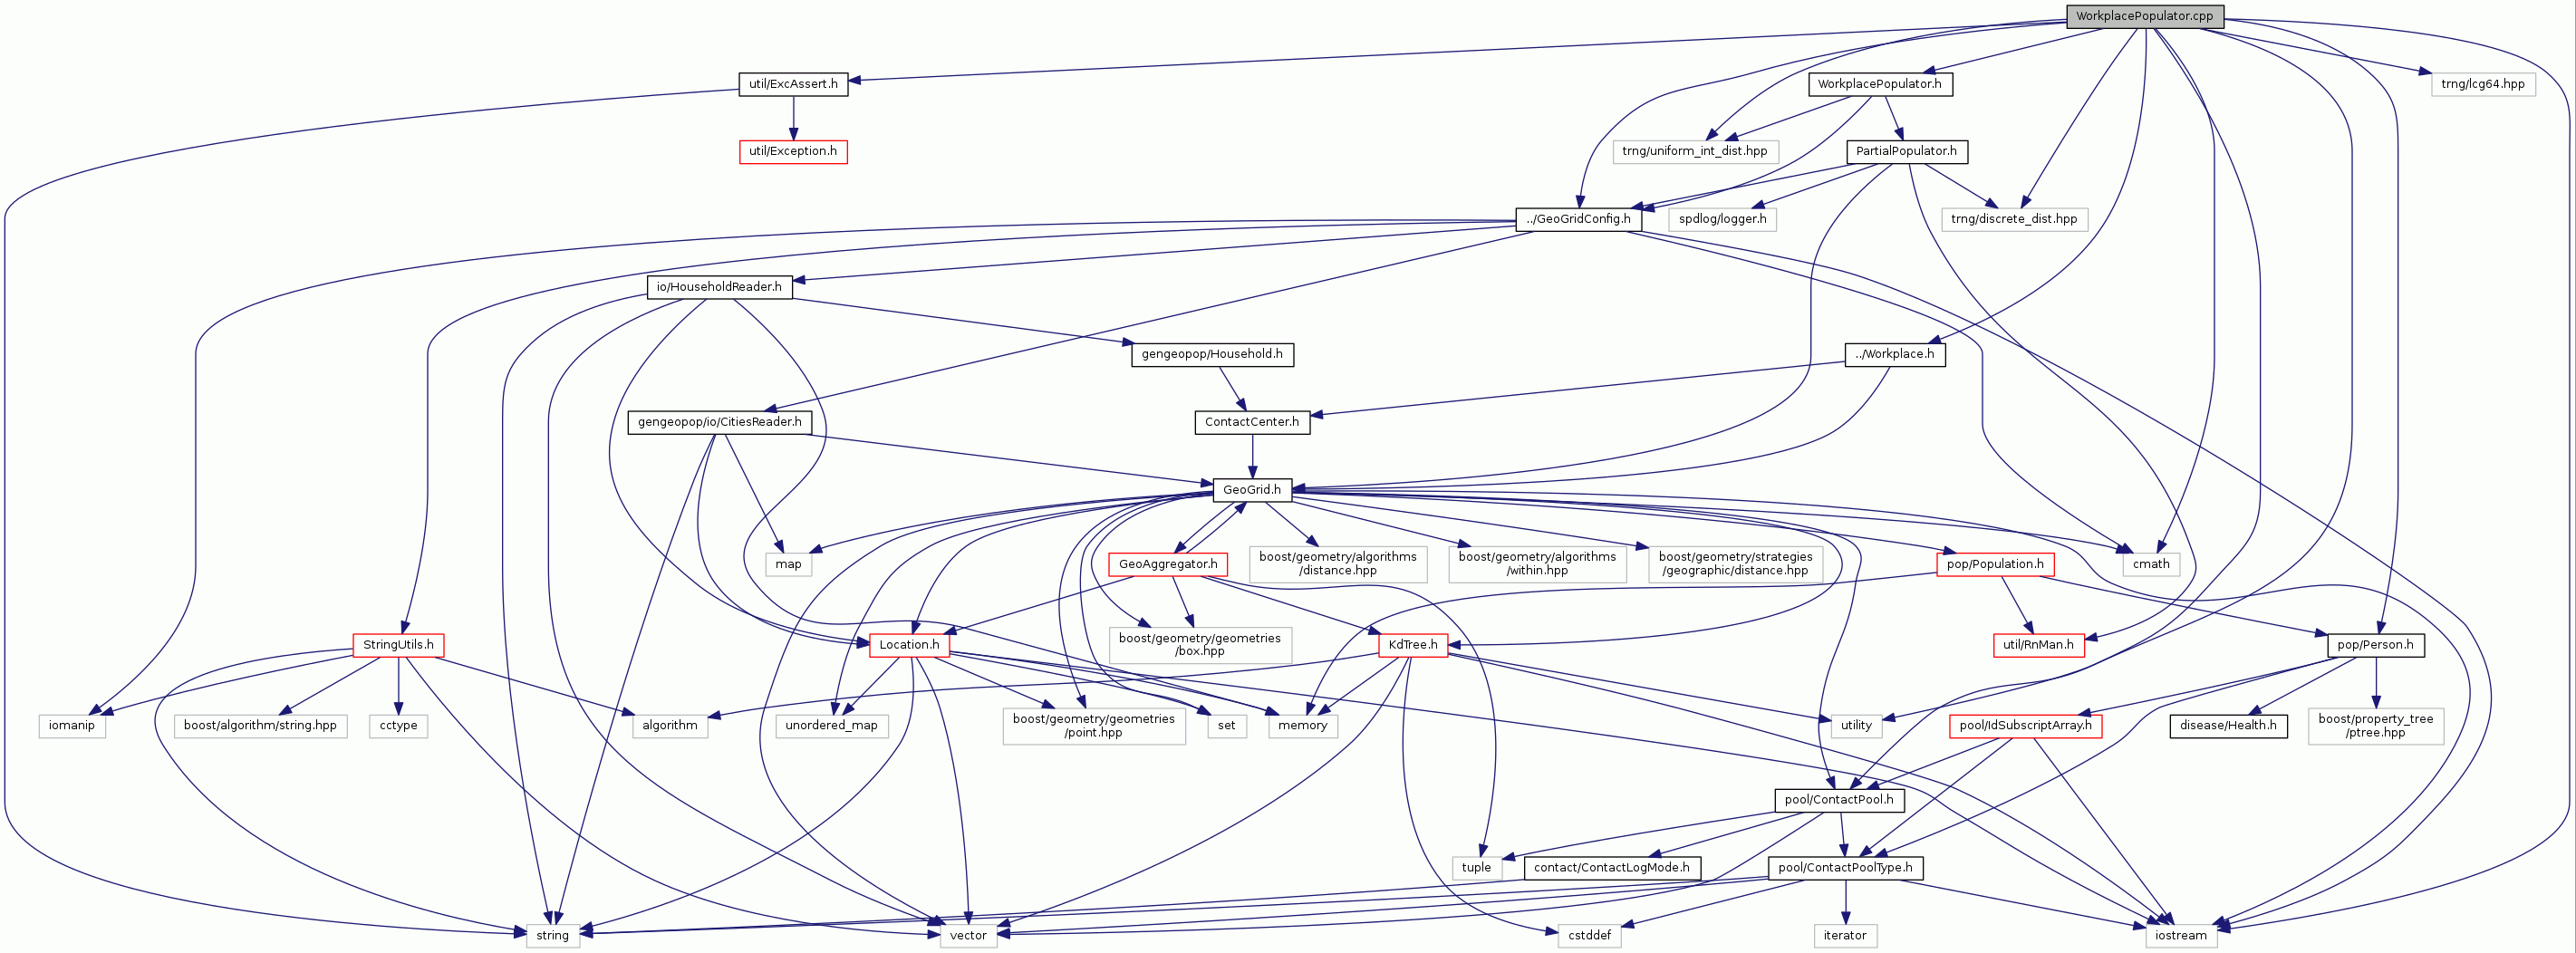 WorkplacePopulator.cpp
util/ExcAssert.h
WorkplacePopulator.h
trng/lcg64.hpp
util/Exception.h
trng/uniform_int_dist.hpp
PartialPopulator.h
../GeoGridConfig.h
spdlog/logger.h
trng/discrete_dist.hpp
io/HouseholdReader.h
gengeopop/Household.h
../Workplace.h
gengeopop/io/CitiesReader.h
ContactCenter.h
GeoGrid.h
map
GeoAggregator.h
boost/geometry/algorithms
/distance.hpp
boost/geometry/algorithms
/within.hpp
boost/geometry/strategies
/geographic/distance.hpp
pop/Population.h
cmath
StringUtils.h
Location.h
boost/geometry/geometries
/box.hpp
KdTree.h
util/RnMan.h
pop/Person.h
iomanip
boost/algorithm/string.hpp
cctype
algorithm
unordered_map
boost/geometry/geometries
/point.hpp
set
memory
utility
pool/IdSubscriptArray.h
disease/Health.h
boost/property_tree
/ptree.hpp
pool/ContactPool.h
tuple
contact/ContactLogMode.h
pool/ContactPoolType.h
string
vector
cstddef
iterator
iostream